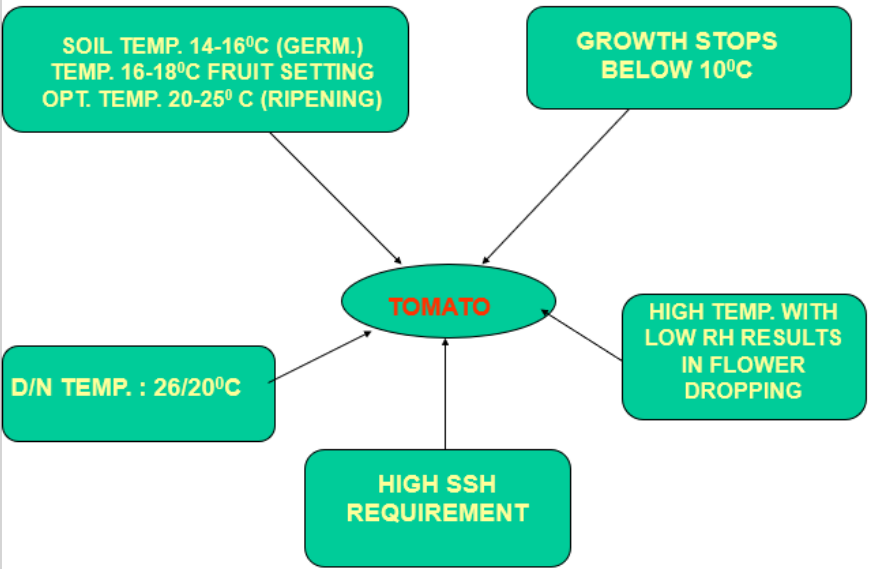 SOIL TEMP. 14-16⁰C (GERM.)
TEMP. 16-18⁰C FRUIT SETTING
OPT. TEMP. 20-25⁰ C (RIPENING)
GROWTH STOPS
BELOW 10⁰C
TOMATO
HIGH TEMP. WITH
LOW RH RESULTS
IN FLOWER
DROPPING
D/N TEMP. : 26/20⁰C
HIGH SSH
REQUIREMENT